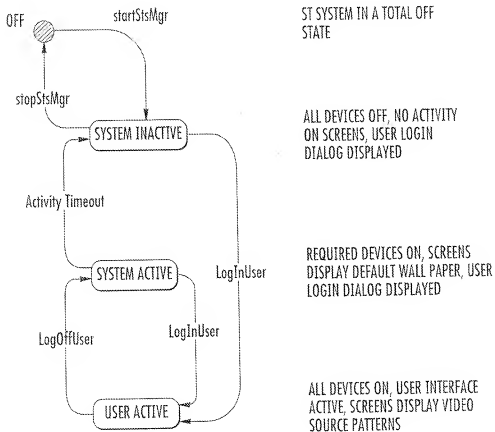 OFF
startStsMgr
ST SYSTEM IN A TOTAL OFF
STATE
stopStsMgr
SYSTEM INACTIVE
ALL DEVICES OFF, NO ACTIVITY
ON SCREENS, USER LOGIN
DIALOG DISPLAYED
Activity Timeout
SYSTEM ACTIVE
LogInUser
REQUIRED DEVICES ON, SCREENS
DISPLAY DEFAULT WALL PAPER, USER
LOGIN DIALOG DISPLAYED
LogOffUser
LogInUser
USER ACTIVE
ALL DEVICES ON, USER INTERFACE
ACTIVE, SCREENS DISPLAY VIDEO
SOURCE PATTERNS